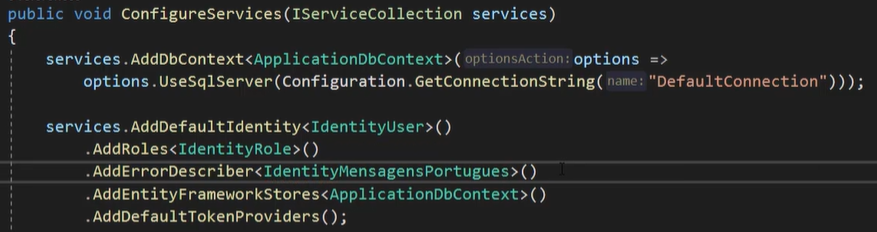 public void ConfigureServices(IServiceCollection services)
{
services.AddDbContext<ApplicationDbContext>(optionsAction:options =>
options.UseSqlServer(Configuration.GetConnectionString(name:"DefaultConnection")));
services.AddDefaultIdentity<IdentityUser>()
.AddRoles<IdentityRole>()
.AddErrorDescriber<IdentityMensagensPortugues>()
.AddEntityFrameworkStores<ApplicationDbContext>()
.AddDefaultTokenProviders();